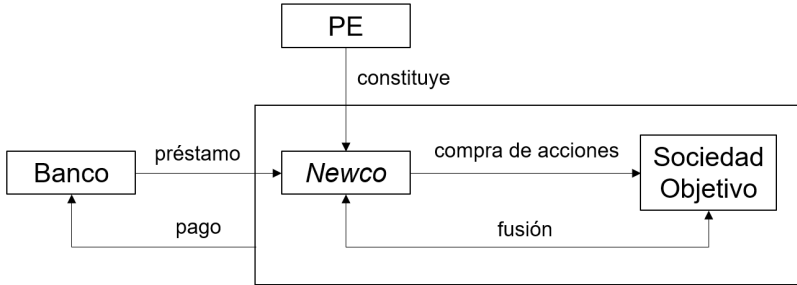 PE
constituye
préstamo
compra de acciones
Banco
Newco
Sociedad
Objetivo
pago
fusión